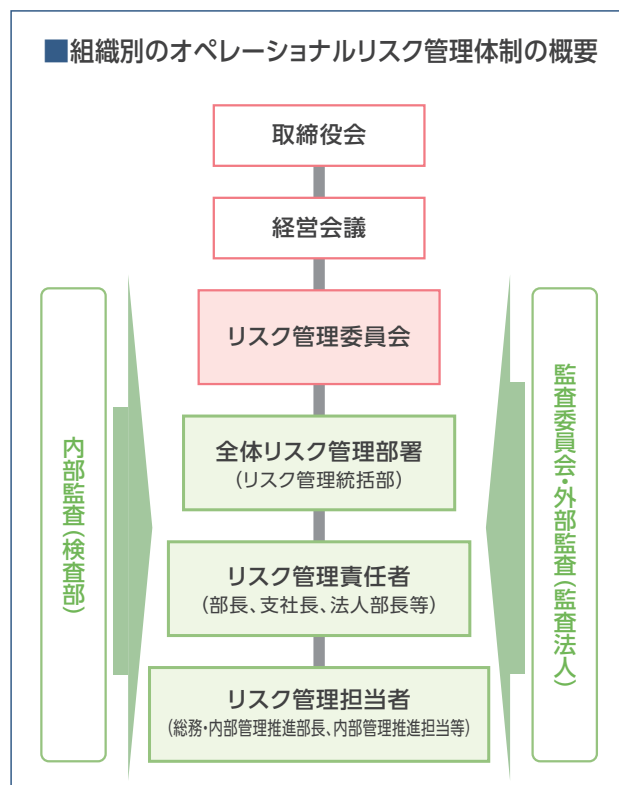 ■組織別のオペレーショナルリスク管理体制の概要
取締役会
経営会議
リスク管理委員会
全体リスク管理部署
(リスク管理統括部)
リスク管理責任者
(部長、支社長、法人部長等)
リスク管理担当者
(総務・内部管理推進部長、内部管理推進担当等)
内部監査(検査部)
監査委員会・外部監査(監査法人)